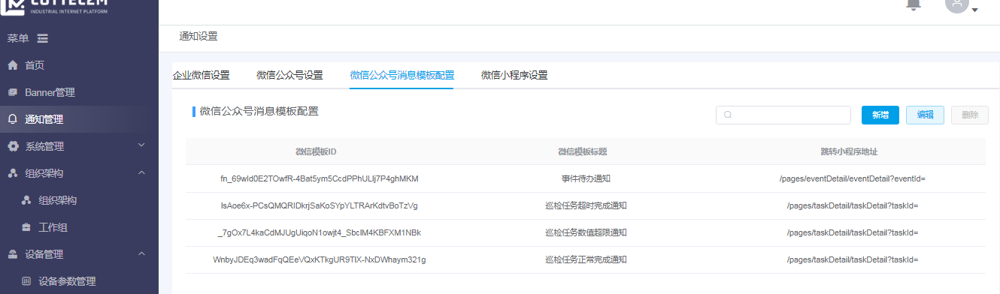 INDUSTRIAL INTERNET PLATFORM
菜单
首页
Banner管理
通知管理
系统管理
组织架构
组织架构
工作组
设备管理
设备参数管理
通知设置
企业微信设置 微信公众号设置 微信公众号消息模板配置 微信小程序设置
微信公众号消息模板配置
新增 编辑 删除
微信模板ID 微信模板标题 跳转小程序地址
fn_69wId0E2TOwfR-4Bat5ym5CcdPPhULIj7P4ghMKM 事件待办通知 /pages/eventDetail/eventDetail?eventId=
IsAoe6x-PCsQMQRIDkrjSaKoSYpYLTRArKdtvBoTzVg 巡检任务超时完成通知 /pages/taskDetail/taskDetail?taskId=
_7gOx7L4kaCdMJUgUiqoN1owjt4_SbclM4KBFXM1NBk 巡检任务数值超限通知 /pages/taskDetail/taskDetail?taskId=
WnbyJDEq3wadFqQEeVQxKTkgUR9TlX-NxDWhaym321g 巡检任务正常完成通知 /pages/taskDetail/taskDetail?taskId=